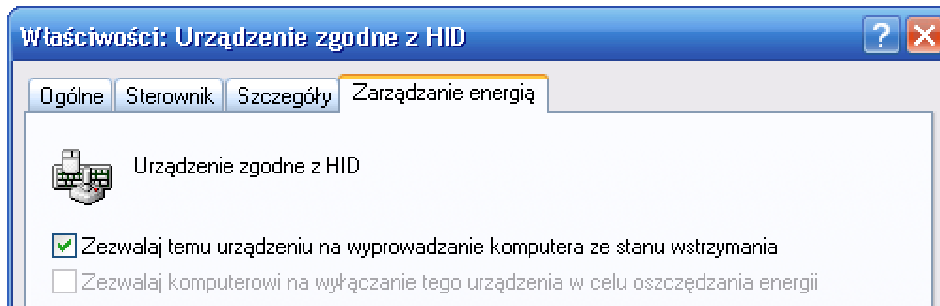 Właściwości: Urządzenie zgodne z HID
Ogólne Sterownik Szczegóły Zarządzanie energią
Urządzenie zgodne z HID
Zezwalaj temu urządzeniu na wyprowadzanie komputera ze stanu wstrzymania
Zezwalaj komputerowi na wyłączanie tego urządzenia w celu oszczędzania energii